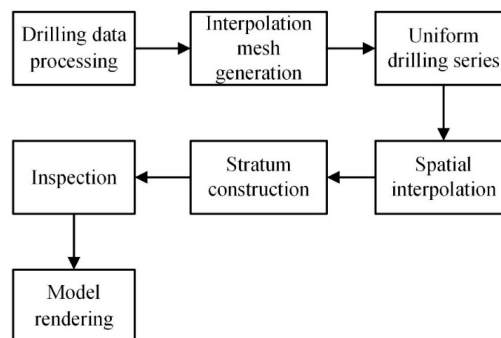 Drilling data
processing
Interpolation
mesh
generation
Uniform
drilling series
Spatial
interpolation
Stratum
construction
Inspection
Model
rendering